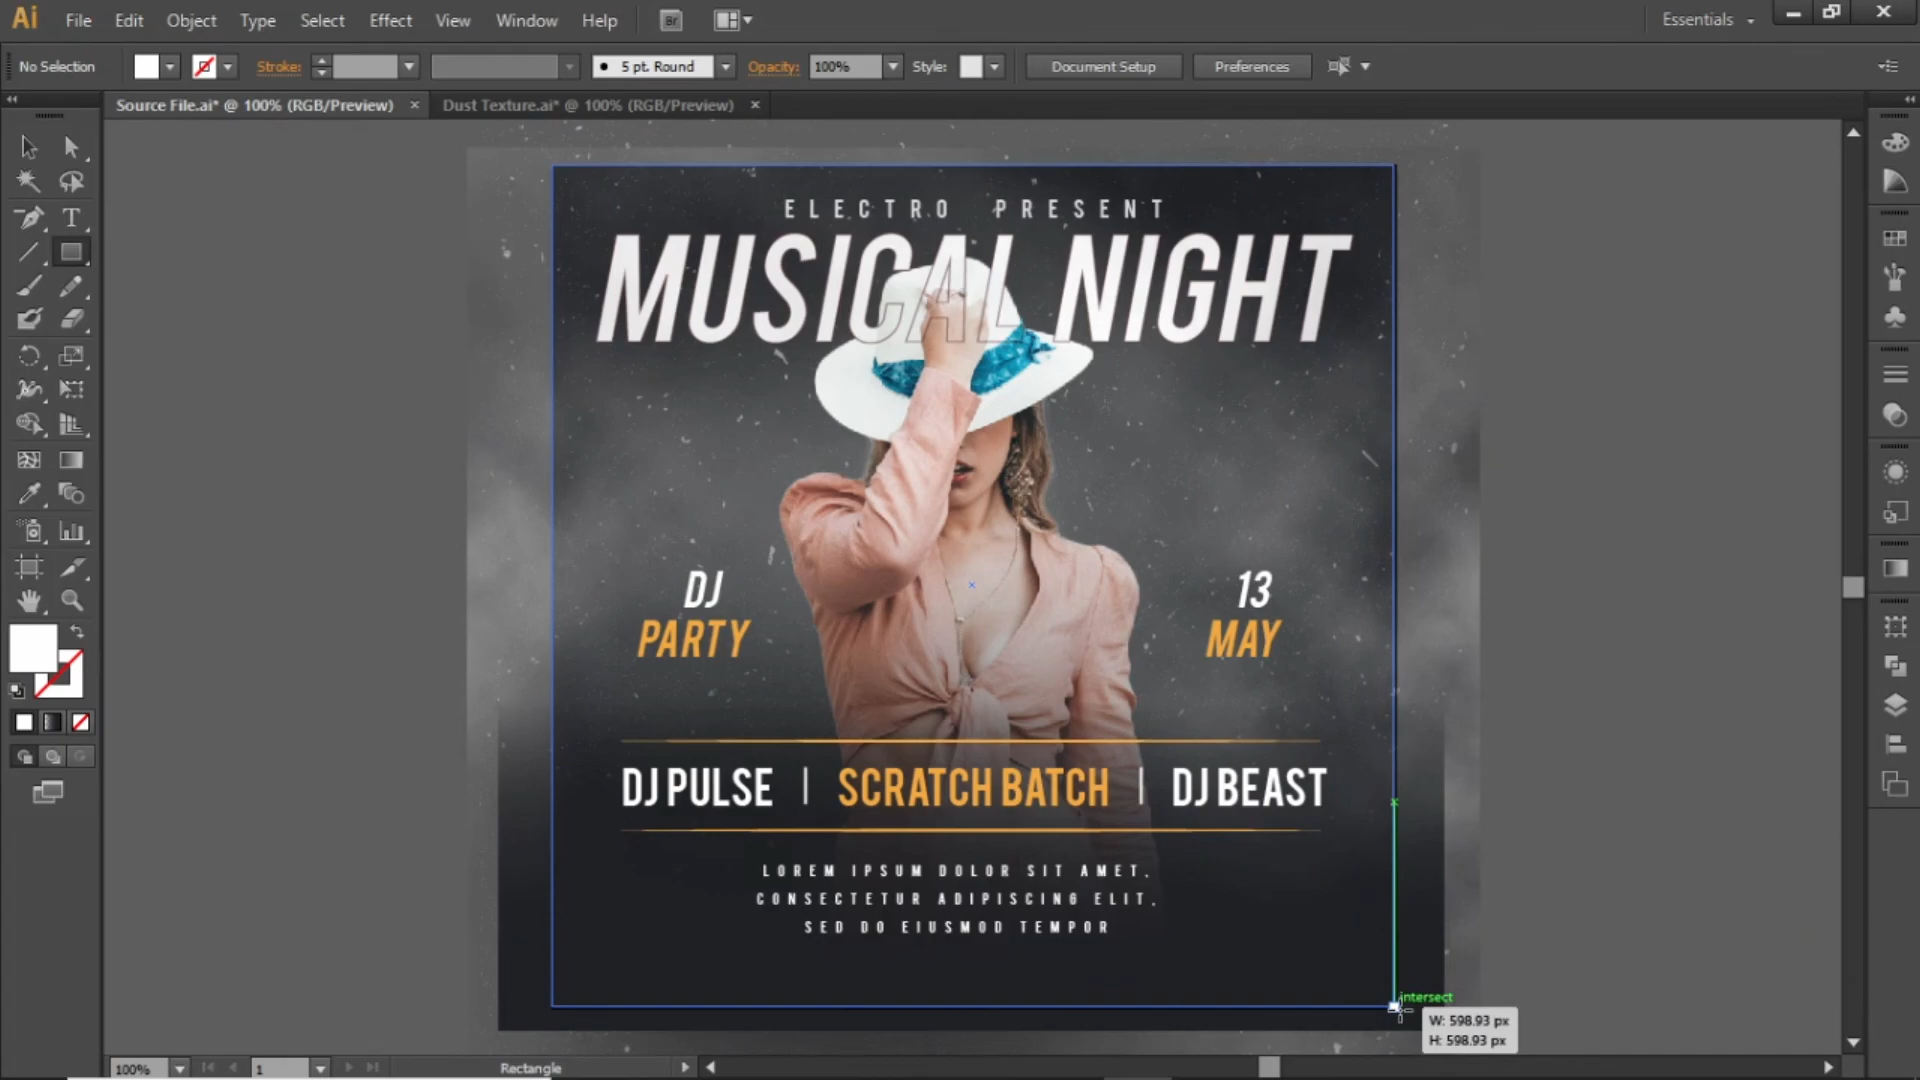 Ai File Edit Object Type Select Effect View Window Help Br Essentials
No Selection Stroke: 5 pt. Round Opacity: 100% Style: Document Setup Preferences
Source File.ai* @ 100% (RGB/Preview) Dust Texture.ai* @ 100% (RGB/Preview)
ELECTRO PRESENT
MUSICAL NIGHT
DJ
PARTY
13
MAY
DJ PULSE | SCRATCH BATCH | DJ BEAST
LOREM IPSUM DOLOR SIT AMET,
CONSECTETUR ADIPISCING ELIT,
SED DO EIUSMOD TEMPOR
intersect
W: 598.93 px
H: 598.93 px
100% 1 Rectangle